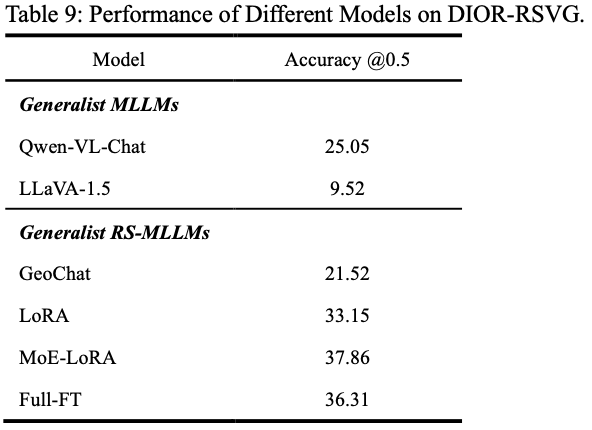 Table 9: Performance of Different Models on DIOR-RSVG.
Model Accuracy @0.5
Generalist MLLMs
Qwen-VL-Chat 25.05
LLaVA-1.5 9.52
Generalist RS-MLLMs
GeoChat 21.52
LoRA 33.15
MoE-LoRA 37.86
Full-FT 36.31